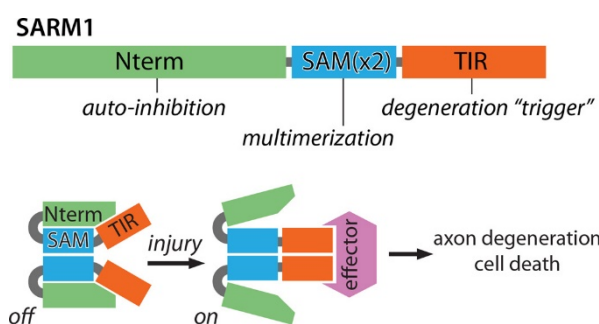 SARM1
Nterm SAM(x2) TIR
auto-inhibition degeneration “trigger”
multimerization
Nterm
TIR
SAM
injury
effector
axon degeneration
cell death
off
on